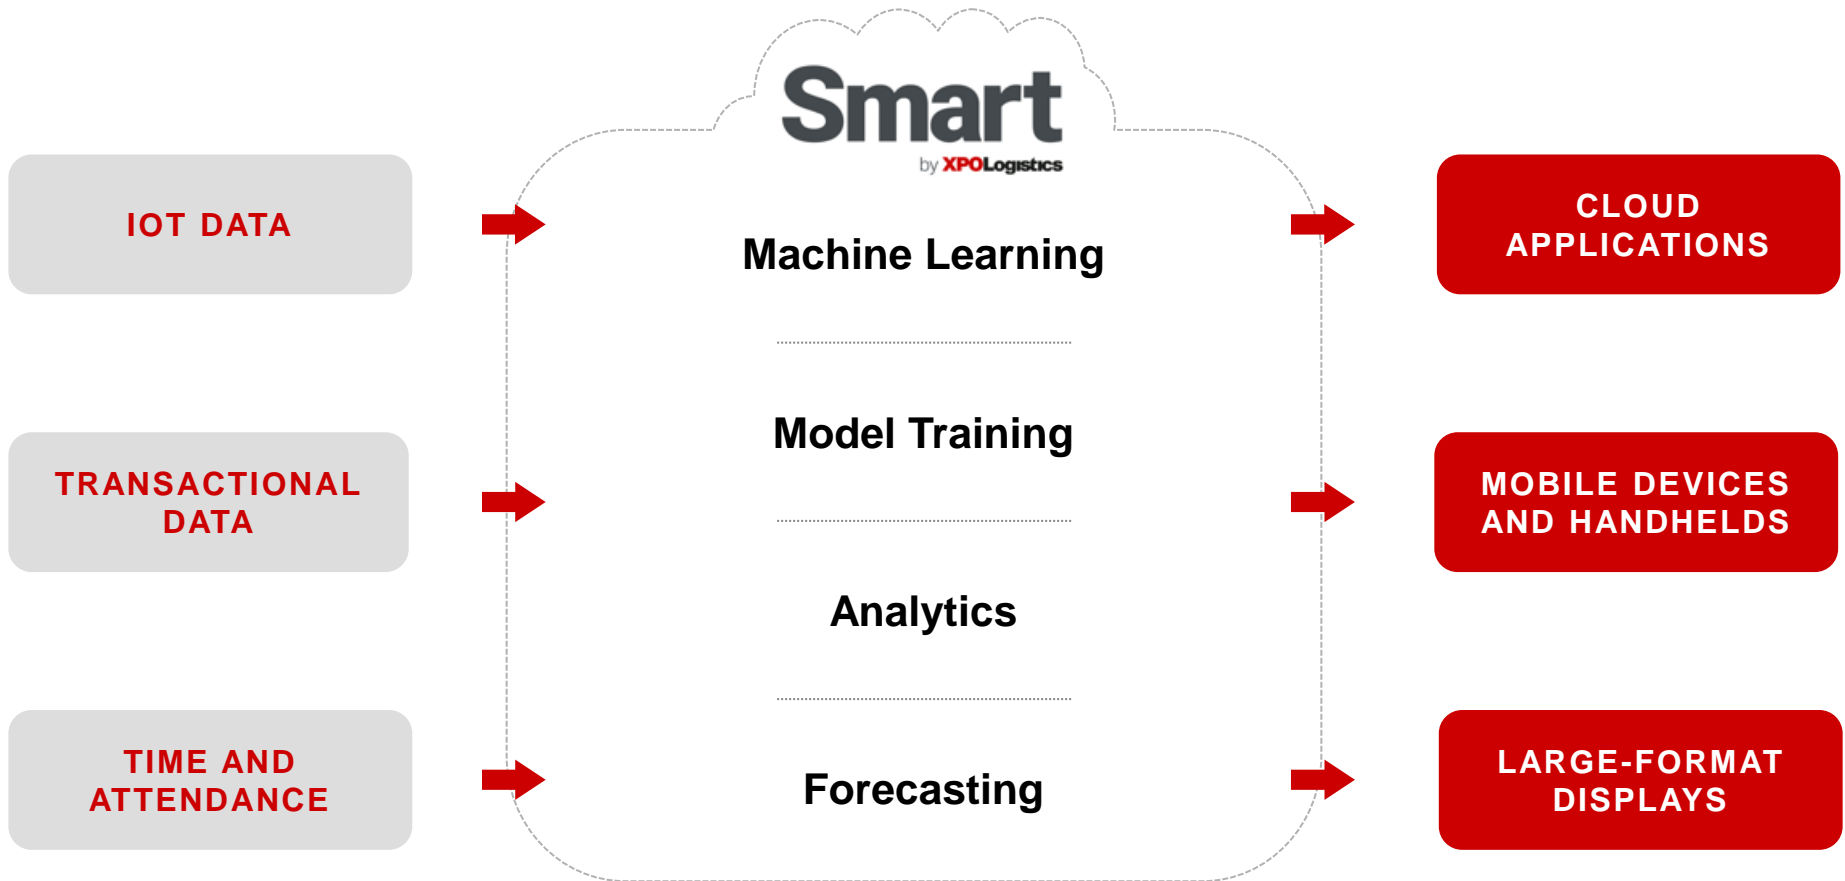 Smart
by XPOLogistics
IOT DATA
TRANSACTIONAL
DATA
TIME AND
ATTENDANCE
Machine Learning
Model Training
Analytics
Forecasting
CLOUD
APPLICATIONS
MOBILE DEVICES
AND HANDHELDS
LARGE-FORMAT
DISPLAYS